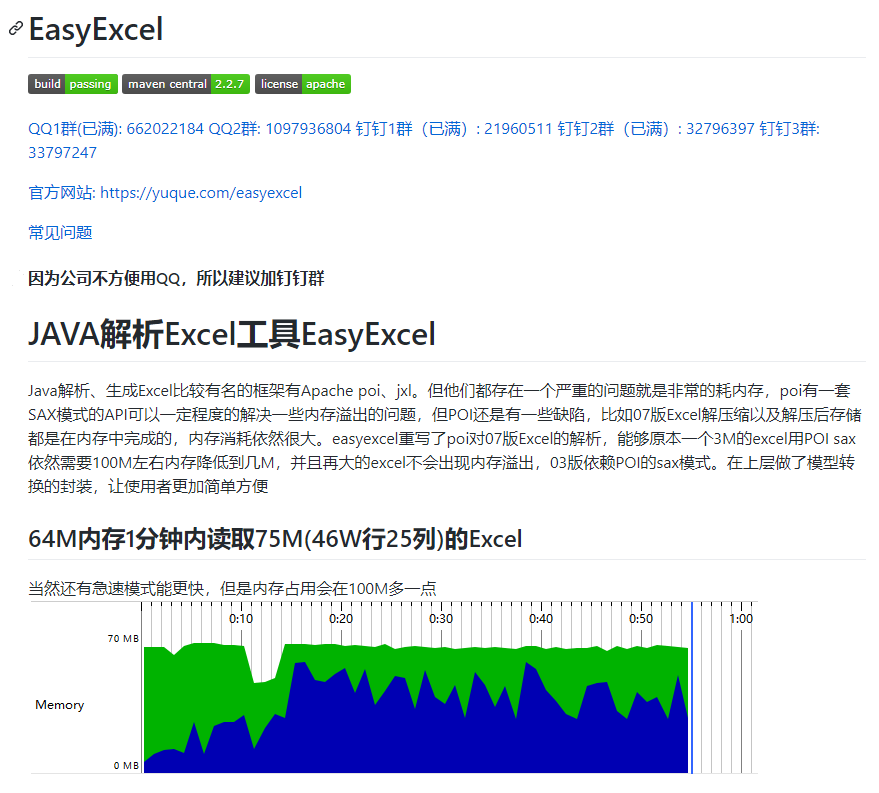 EasyExcel
build passing maven central 2.2.7 license apache
QQ1群(已满): 662022184 QQ2群: 1097936804 钉钉1群（已满）: 21960511 钉钉2群（已满）: 32796397 钉钉3群:
33797247
官方网站: https://yuque.com/easyexcel
常见问题
因为公司不方便用QQ，所以建议加钉钉群
JAVA解析Excel工具EasyExcel
Java解析、生成Excel比较有名的框架有Apache poi、jxl。但他们都存在一个严重的问题就是非常的耗内存，poi有一套
SAX模式的API可以一定程度的解决一些内存溢出的问题，但POI还是有一些缺陷，比如07版Excel解压缩以及解压后存储
都是在内存中完成的，内存消耗依然很大。easyexcel重写了poi对07版Excel的解析，能够原本一个3M的excel用POI sax
依然需要100M左右内存降低到几M，并且再大的excel不会出现内存溢出，03版依赖POI的sax模式。在上层做了模型转
换的封装，让使用者更加简单方便
64M内存1分钟内读取75M(46W行25列)的Excel
当然还有急速模式能更快，但是内存占用会在100M多一点
0:10 0:20 0:30 0:40 0:50 1:00
70 MB
Memory
0 MB